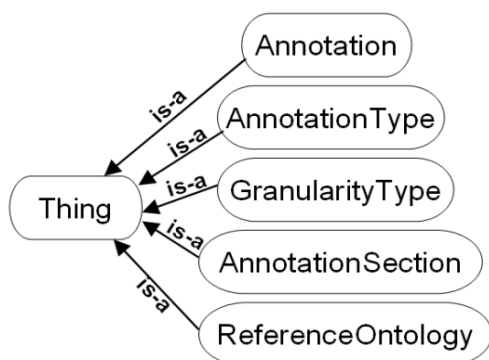 Annotation
is-a
AnnotationType
is-a
GranularityType
is-a
Thing
is-a
AnnotationSection
is-a
ReferenceOntology